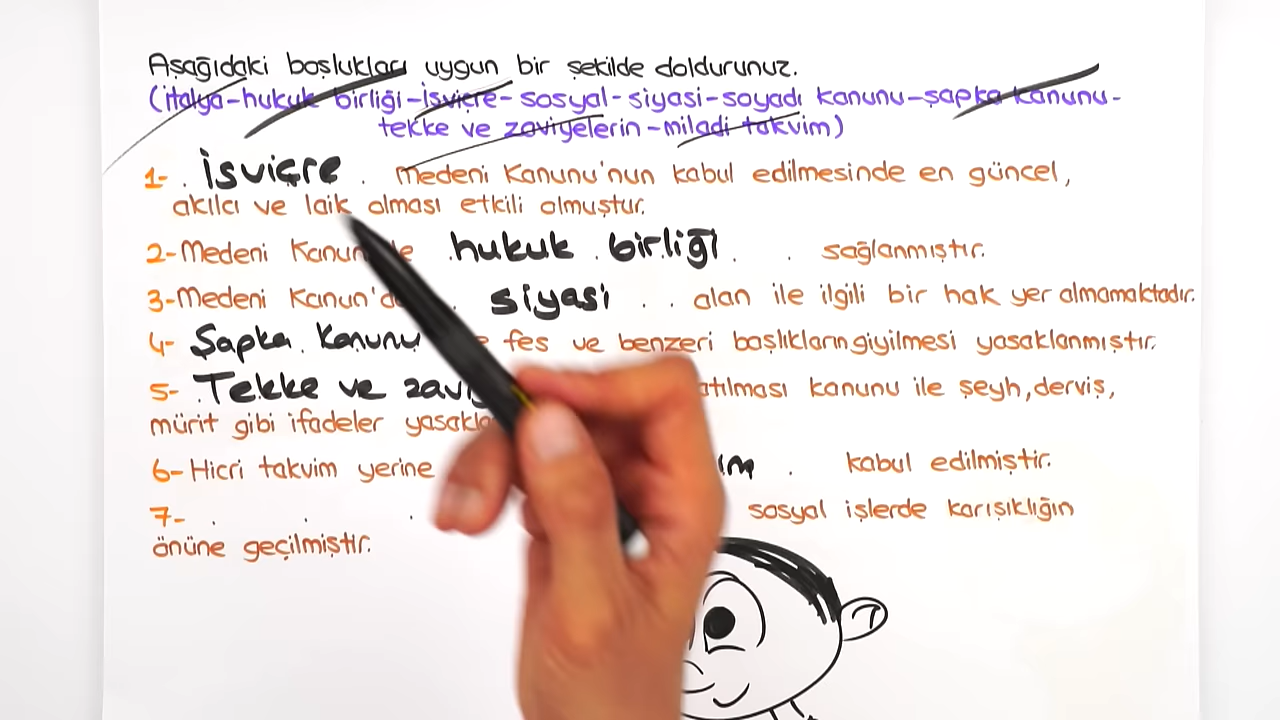 Aşağıdaki boşlukları uygun bir şekilde doldurunuz.
(italya-hukuk birliği-İsviçre-sosyal-siyasi-soyadı kanunu-şapka kanunu-
tekke ve zaviyelerin-miladi takvim)
1- İsviçre Medeni Kanunu'nun kabul edilmesinde en güncel,
akılcı ve laik olması etkili olmuştur.
2-Medeni hukuk birliği sağlanmıştır.
3-Medeni Kanun'd siyasi alan ile ilgili bir hak yer almamaktadır.
4- Şapka Kanunu fes ve benzeri başlıkların giyilmesi yasaklanmıştır.
5- Tekke ve kanunu ile şeyh, derviş,
mürit gibi ifadeler
6-Hicri takvim yerine kabul edilmiştir.
7- . . . sosyal işlerde karışıklığın
önüne geçilmiştir.